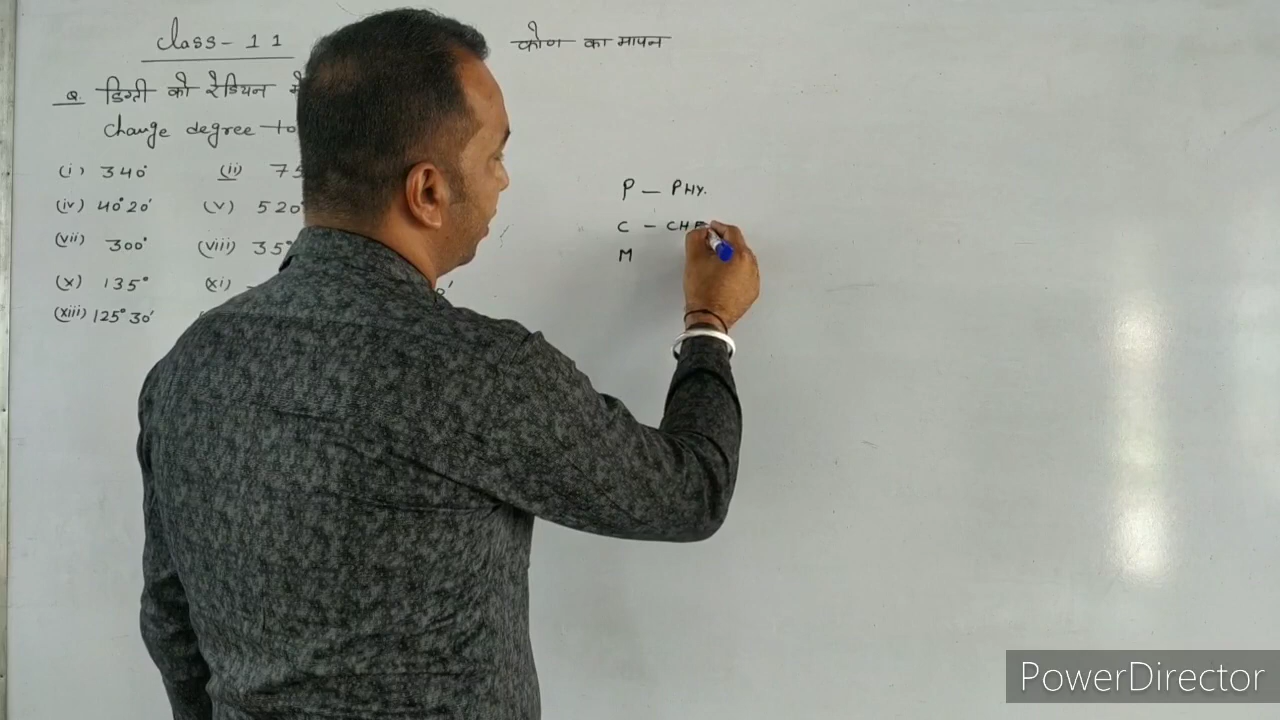 Class - 11
कोण का मापन
Q. डिग्री को रेडियन में
Change degree to
(i) 340°
(ii) 75
(iv) 40° 20'
(v) 520°
(vii) 300°
(viii) 35°
(x) 135°
(xi) -
(xiii) 125° 30'
P - PHY.
C - CHE
M
PowerDirector